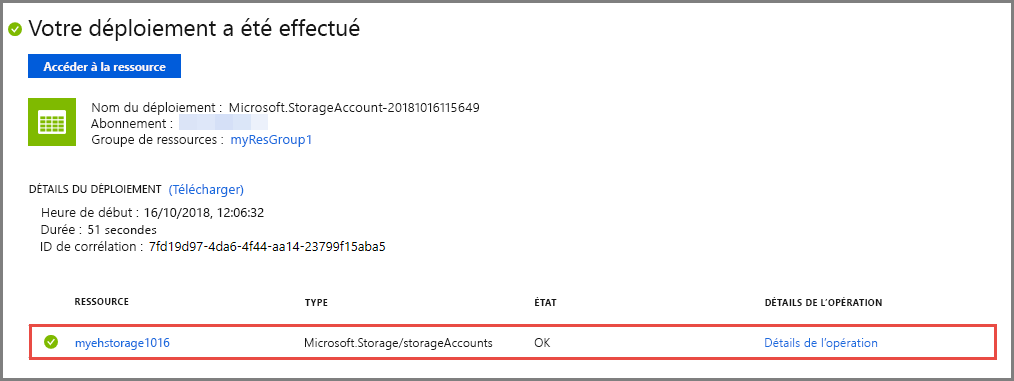 Votre déploiement a été effectué
Accéder à la ressource
Nom du déploiement : Microsoft.StorageAccount-20181016115649
Abonnement :
Groupe de ressources : myResGroup1
DÉTAILS DU DÉPLOIEMENT (Télécharger)
Heure de début : 16/10/2018, 12:06:32
Durée : 51 secondes
ID de corrélation : 7fd19d97-4da6-4f44-aa14-23799f15aba5
RESSOURCE TYPE ÉTAT DÉTAILS DE L'OPÉRATION
myehstorage1016 Microsoft.Storage/storageAccounts OK Détails de l'opération